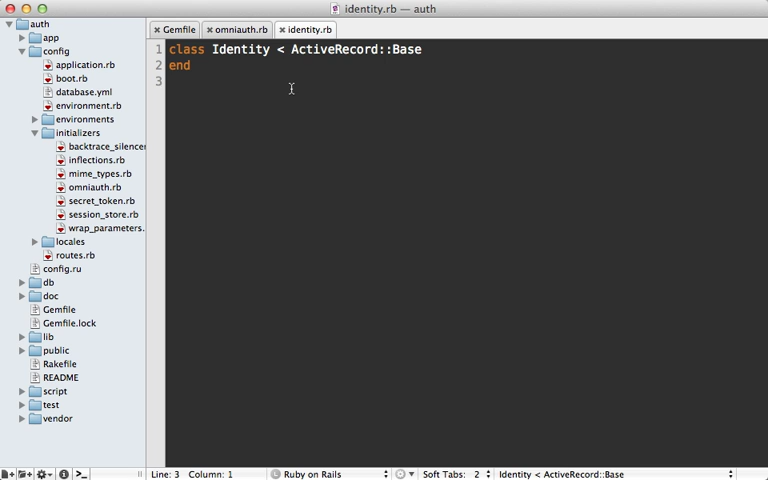 identity.rb — auth
auth
app
config
application.rb
boot.rb
database.yml
environment.rb
environments
initializers
backtrace_silencer
inflections.rb
mime_types.rb
omniauth.rb
secret_token.rb
session_store.rb
wrap_parameters.
locales
routes.rb
config.ru
db
doc
Gemfile
Gemfile.lock
lib
public
Rakefile
README
script
test
vendor
Gemfile omniauth.rb identity.rb
1 class Identity < ActiveRecord::Base
2 end
3
Line: 3 Column: 1 Ruby on Rails Soft Tabs: 2 Identity < ActiveRecord::Base